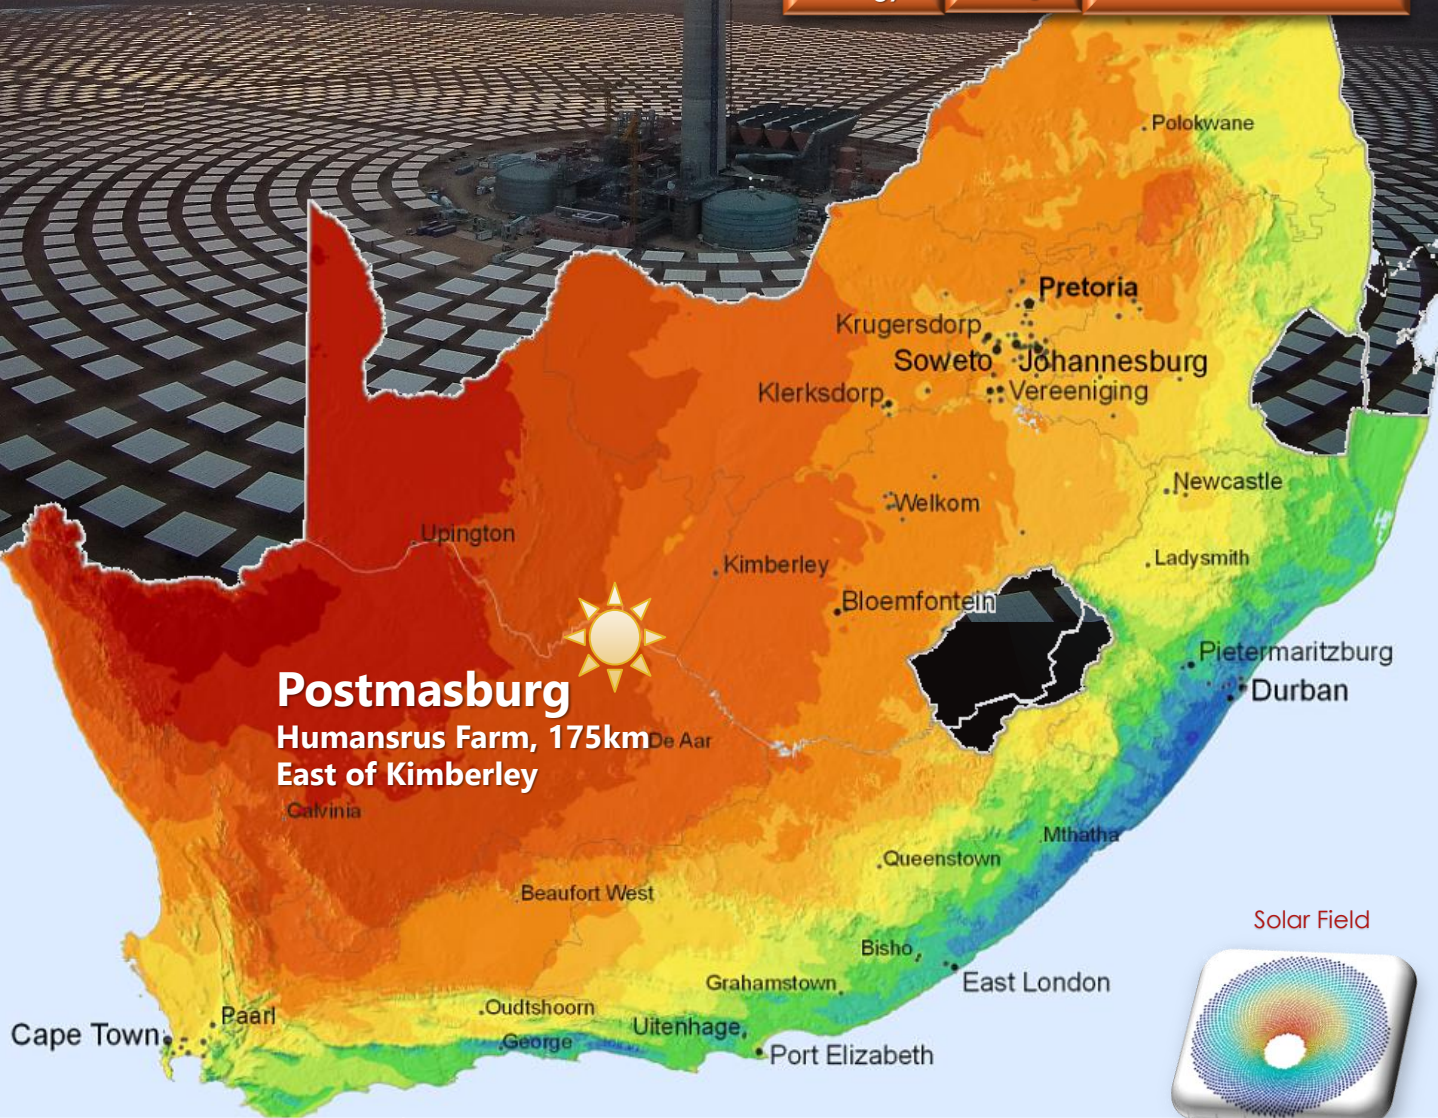 Polokwane
Pretoria
Krugersdorp
Soweto
Johannesburg
Klerksdorp
Vereeniging
Newcastle
Welkom
Upington
Ladysmith
Kimberley
Bloemfontein
Pietermaritzburg
Durban
Postmasburg
Humansrus Farm, 175km
East of Kimberley
De Aar
Calvinia
Mthatha
Queenstown
Beaufort West
Solar Field
Bisho
East London
Grahamstown
Oudtshoorn
Paarl
Uitenhage
Cape Town
George
Port Elizabeth